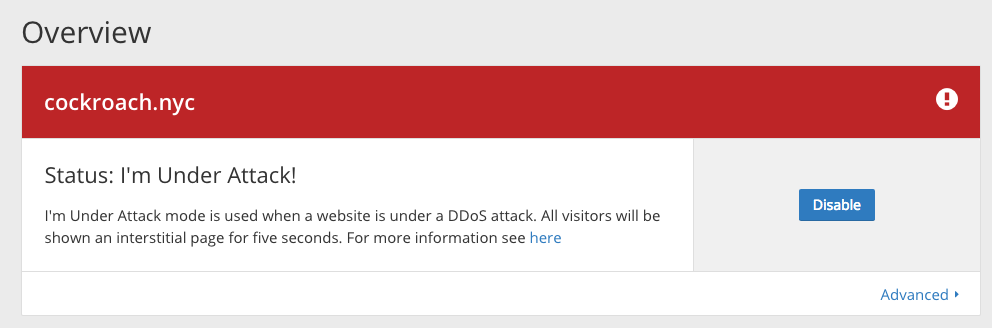 Overview
cockroach.nyc
Status: I'm Under Attack!
I'm Under Attack mode is used when a website is under a DDoS attack. All visitors will be
shown an interstitial page for five seconds. For more information see here
Disable
Advanced